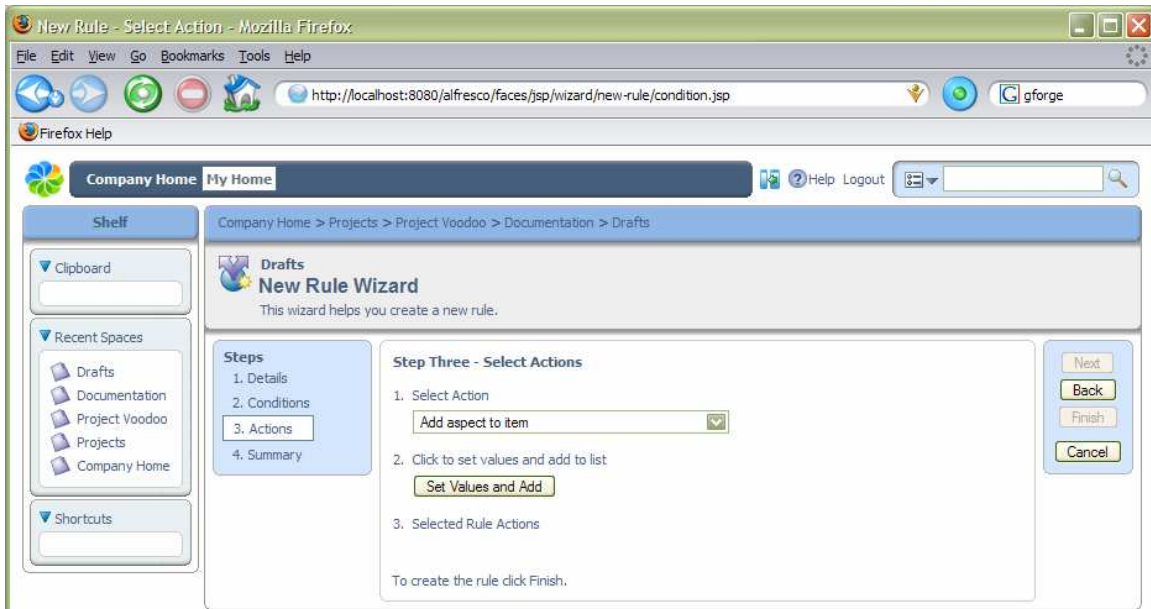 New Rule - Select Action - Mozilla Firefox
File Edit View Go Bookmarks Tools Help
http://localhost:8080/alfresco/faces/jsp/wizard/new-rule/condition.jsp
G gforge
Firefox Help
Company Home My Home
Help Logout
Shelf
Company Home > Projects > Project Voodoo > Documentation > Drafts
Clipboard
Drafts
New Rule Wizard
This wizard helps you create a new rule.
Recent Spaces
Drafts
Documentation
Project Voodoo
Projects
Company Home
Shortcuts
Steps
1. Details
2. Conditions
3. Actions
4. Summary
Step Three - Select Actions
1. Select Action
Add aspect to item
2. Click to set values and add to list
Set Values and Add
3. Selected Rule Actions
To create the rule click Finish.
Next
Back
Finish
Cancel